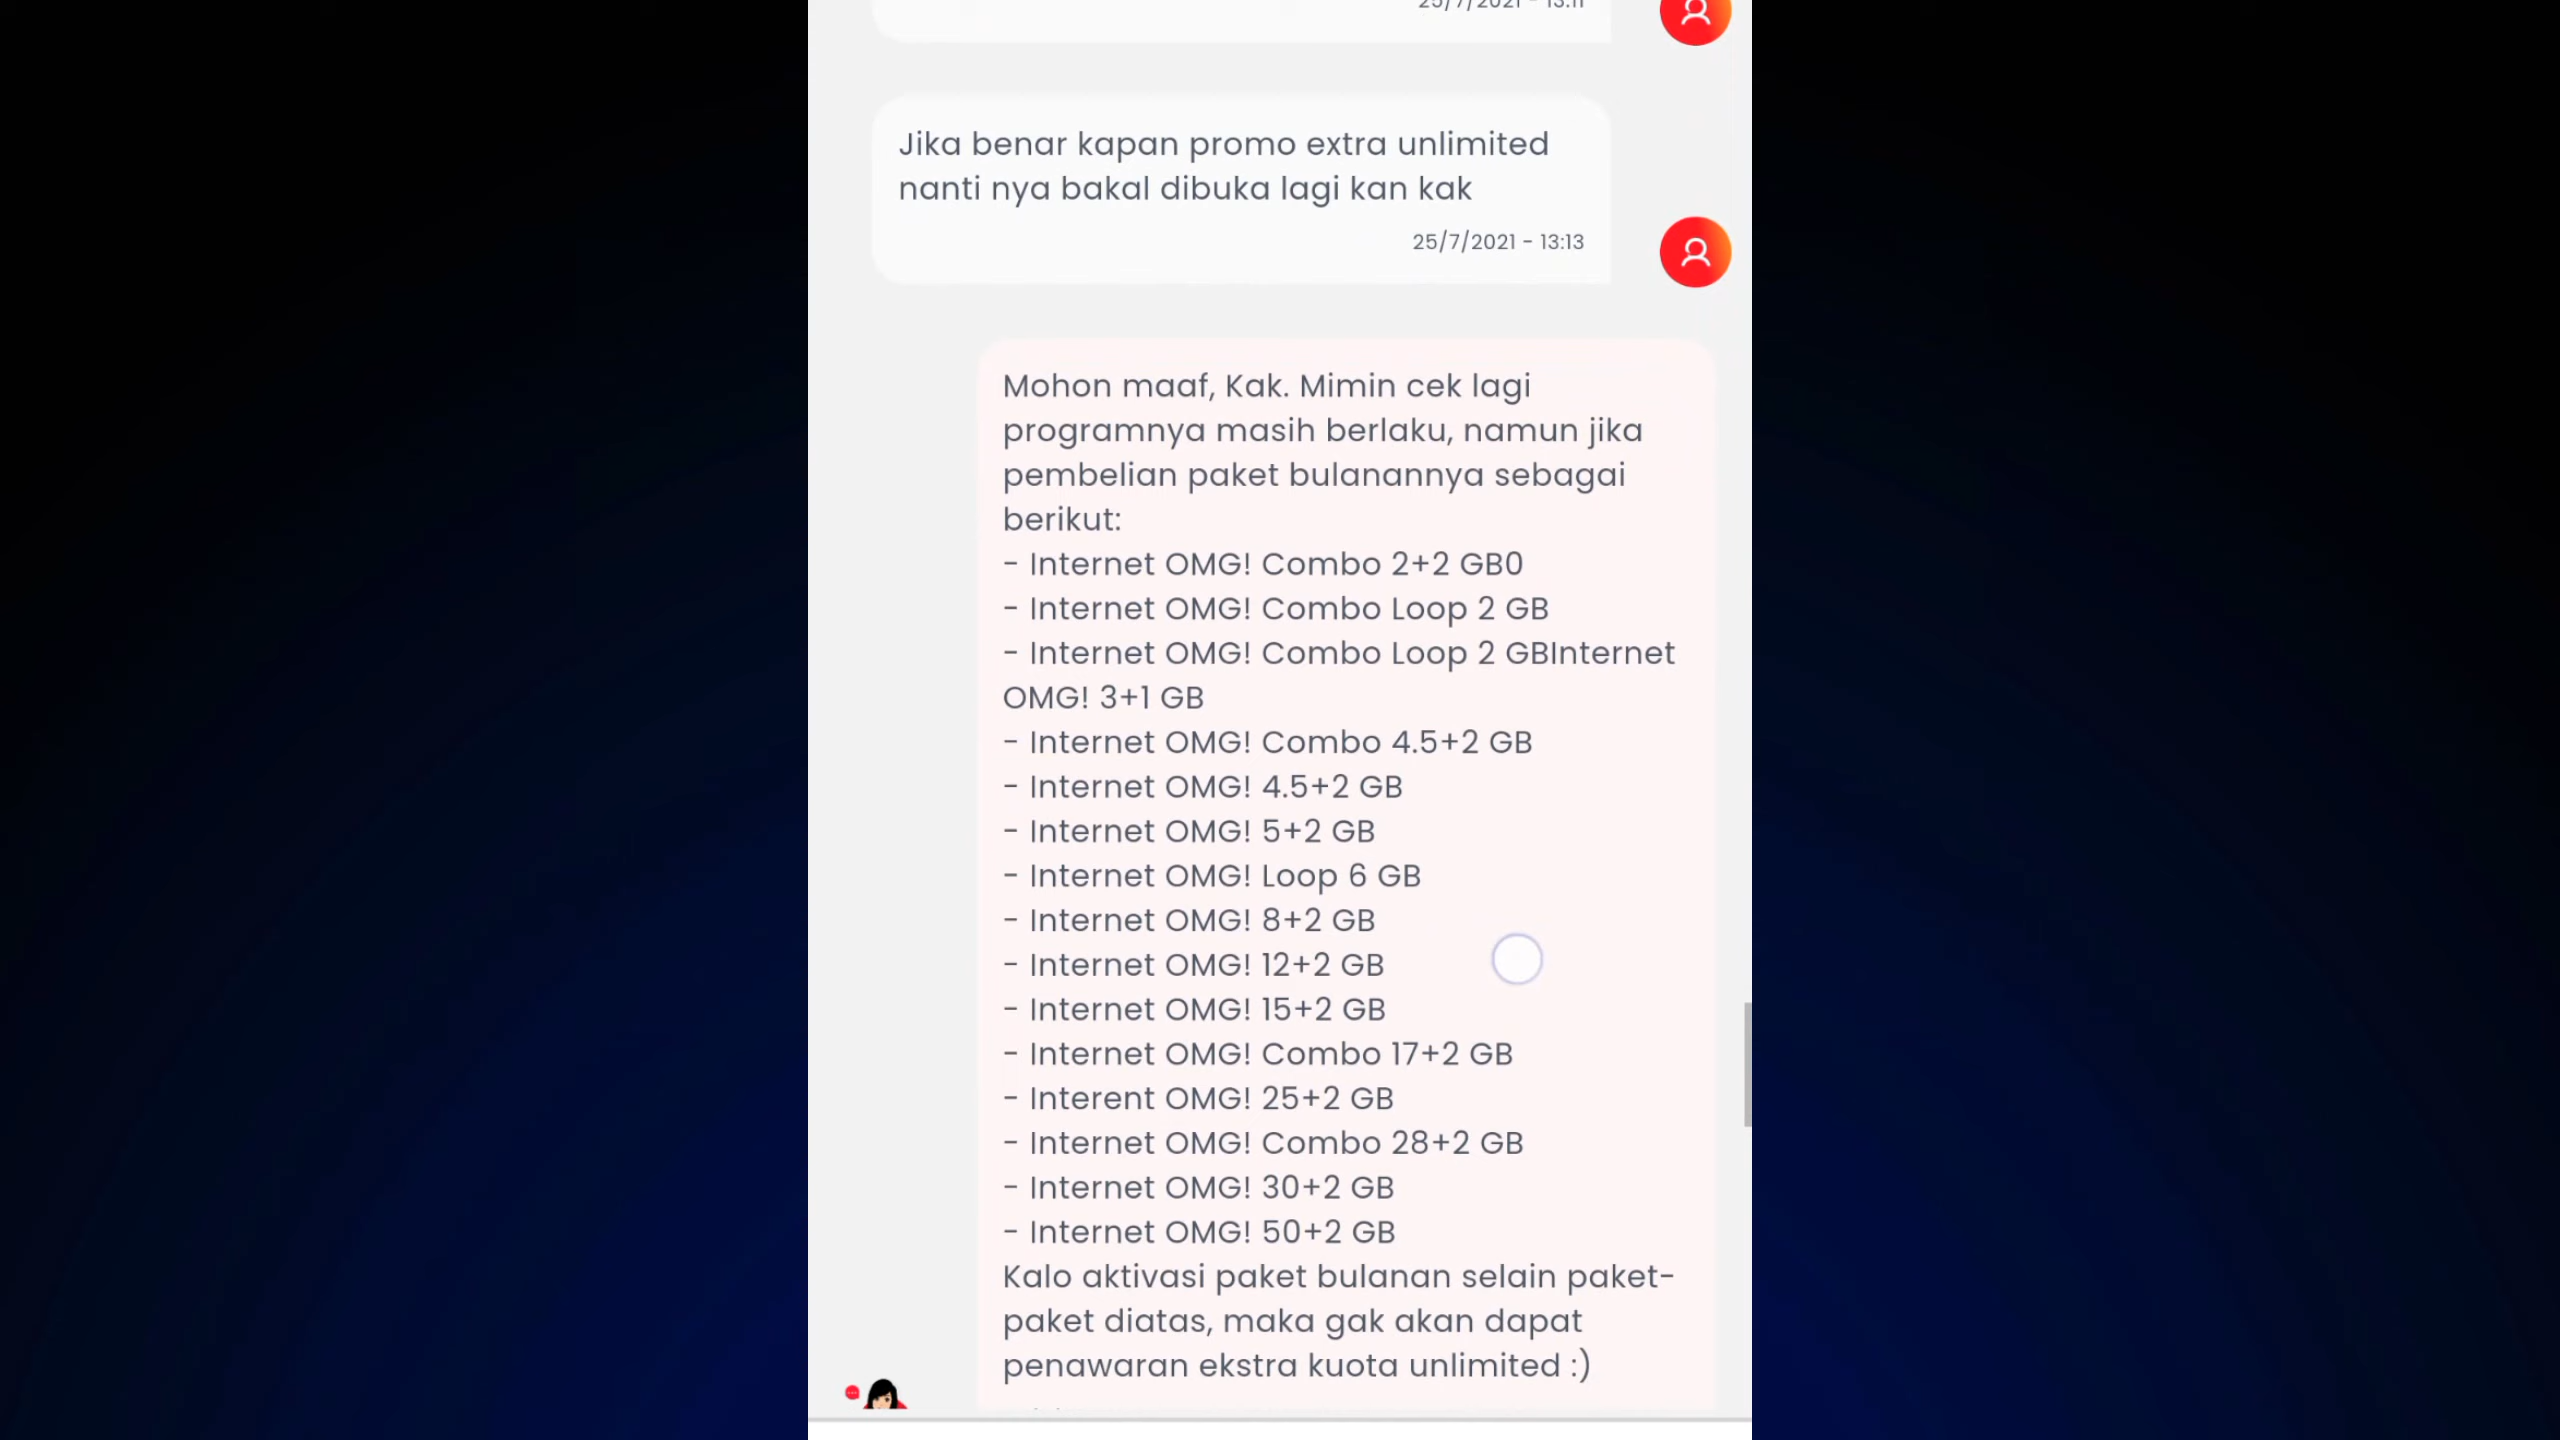 25/7/2021 - 13:11
Jika benar kapan promo extra unlimited
nanti nya bakal dibuka lagi kan kak
25/7/2021 - 13:13
Mohon maaf, Kak. Mimin cek lagi
programnya masih berlaku, namun jika
pembelian paket bulanannya sebagai
berikut:
- Internet OMG! Combo 2+2 GB0
- Internet OMG! Combo Loop 2 GB
- Internet OMG! Combo Loop 2 GBInternet
OMG! 3+1 GB
- Internet OMG! Combo 4.5+2 GB
- Internet OMG! 4.5+2 GB
- Internet OMG! 5+2 GB
- Internet OMG! Loop 6 GB
- Internet OMG! 8+2 GB
- Internet OMG! 12+2 GB
- Internet OMG! 15+2 GB
- Internet OMG! Combo 17+2 GB
- Interent OMG! 25+2 GB
- Internet OMG! Combo 28+2 GB
- Internet OMG! 30+2 GB
- Internet OMG! 50+2 GB
Kalo aktivasi paket bulanan selain paket-
paket diatas, maka gak akan dapat
penawaran ekstra kuota unlimited :)